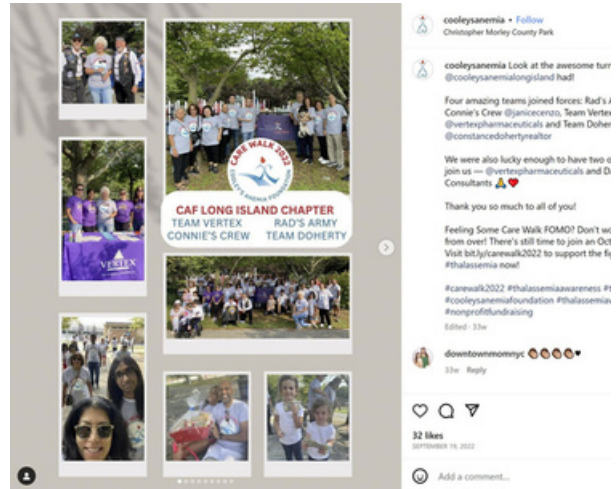 CARE WALK 2022
COOLEY'S ANEMIA FOUNDATION
CAF LONG ISLAND CHAPTER
TEAM VERTEX RAD'S ARMY
CONNIE'S CREW TEAM DOHERTY
VERTEX
cooleysanemia • Follow
Christopher Morley County Park
cooleysanemia Look at the awesome turn
@cooleysanemialongisland had!
Four amazing teams joined forces: Rad's A
Connie's Crew @janicecenzo, Team Vertex
@vertexpharmaceuticals and Team Doher
@constancedohertyrealtor
We were also lucky enough to have two o
join us — @vertexpharmaceuticals and Da
Consultants 🙏❤️
Thank you so much to all of you!
Feeling Some Care Walk FOMO? Don't wo
from over! There's still time to join an Oct
Visit bit.ly/carewalk2022 to support the fig
#thalassemia now!
#carewalk2022 #thalassemiaawareness #t
#cooleysanemiafoundation #thalassemiav
#nonprofitfundraising
Edited · 33w
downtownmomnyc 👏🏽👏🏽👏🏽👏🏽♥
33w Reply
32 likes
SEPTEMBER 19, 2022
Add a comment...